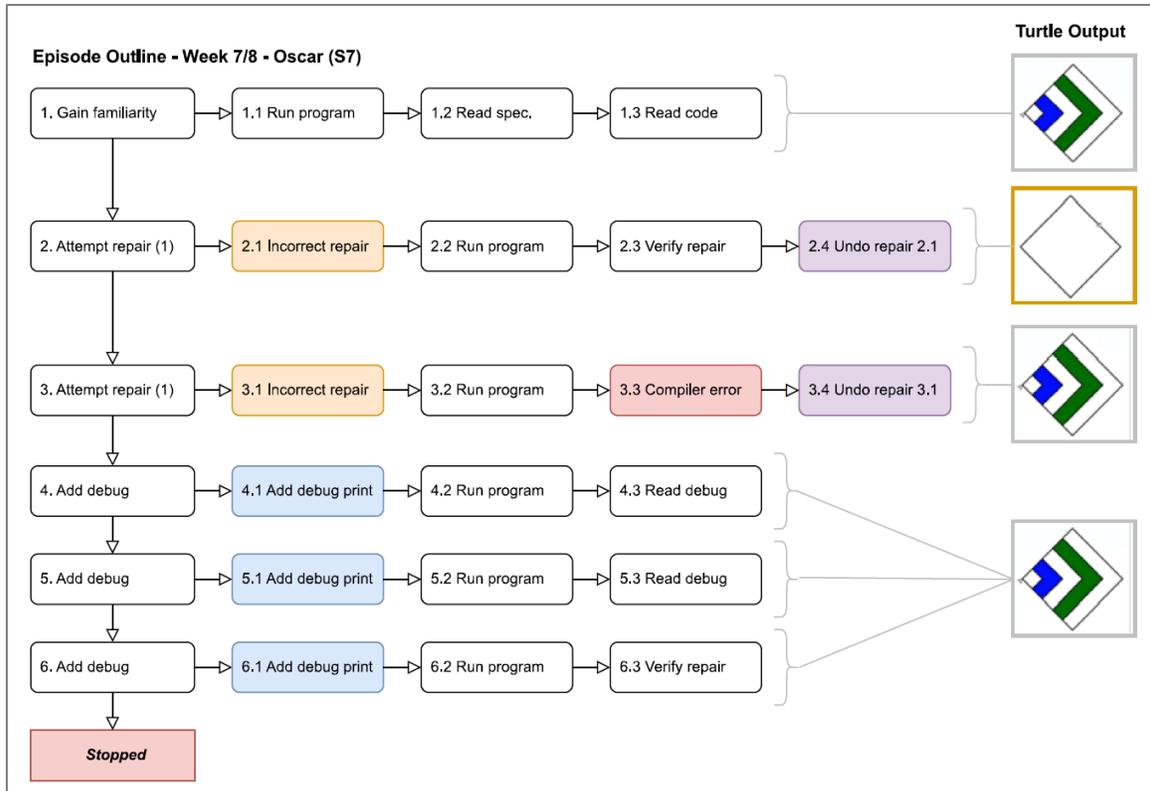 Turtle Output
Episode Outline - Week 7/8 - Oscar (S7)
1. Gain familiarity
1.1 Run program
1.2 Read spec.
1.3 Read code
2. Attempt repair (1)
2.1 Incorrect repair
2.2 Run program
2.3 Verify repair
2.4 Undo repair 2.1
3. Attempt repair (1)
3.1 Incorrect repair
3.2 Run program
3.3 Compiler error
3.4 Undo repair 3.1
4. Add debug
4.1 Add debug print
4.2 Run program
4.3 Read debug
5. Add debug
5.1 Add debug print
5.2 Run program
5.3 Read debug
6. Add debug
6.1 Add debug print
6.2 Run program
6.3 Verify repair
Stopped